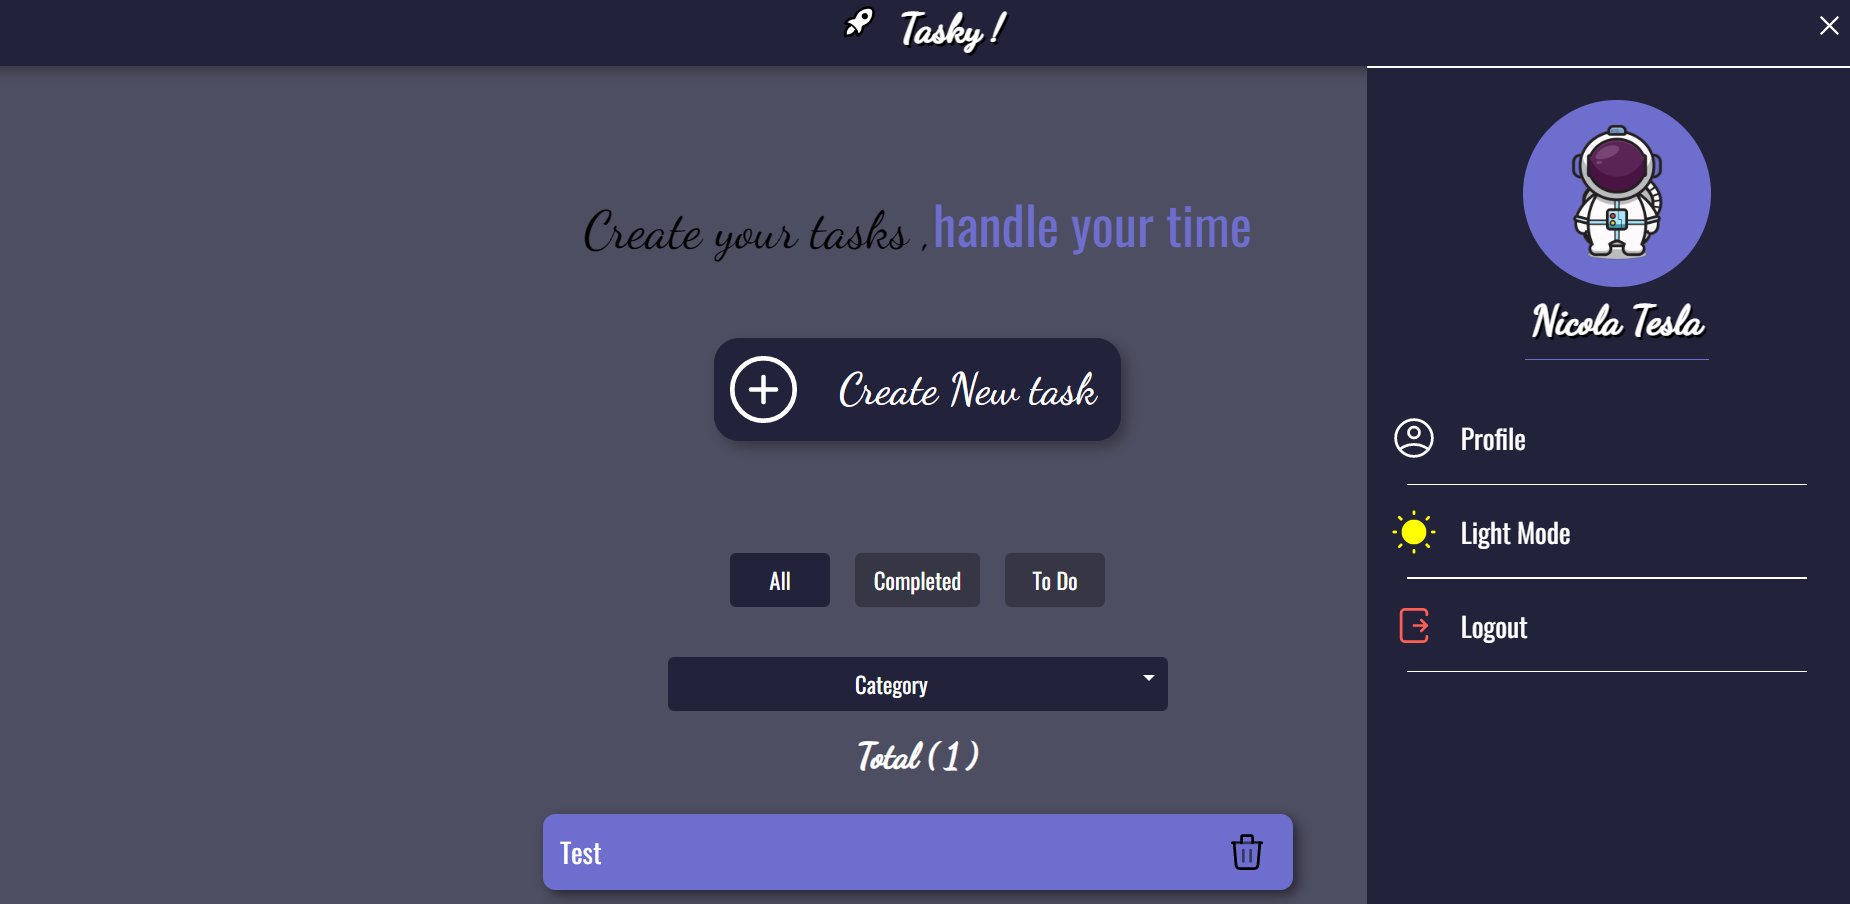 Tasky !
Create your tasks , handle your time
Create New task
All
Completed
To Do
Category
Total ( 1 )
Test
Nicola Tesla
Profile
Light Mode
Logout